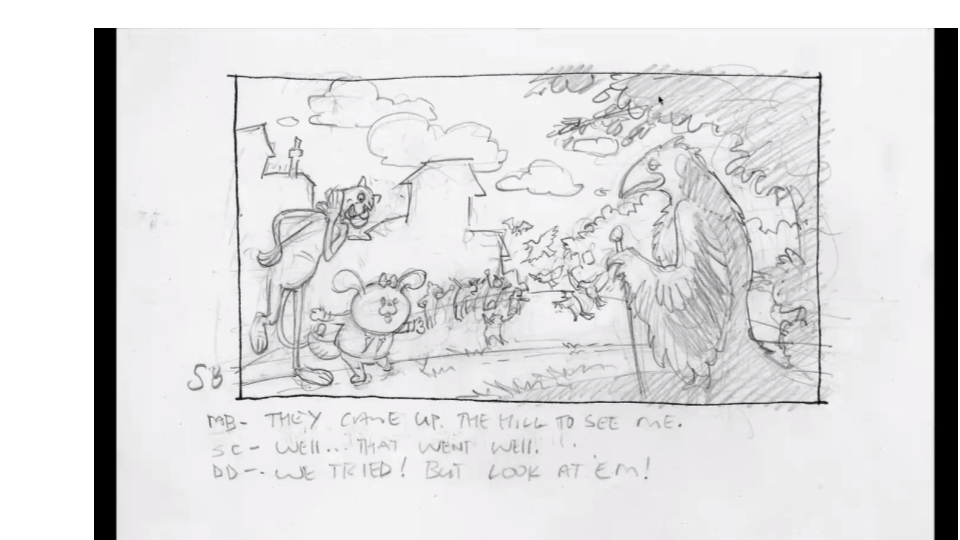 58
MB- THEY CAME UP THE HILL TO SEE ME.
SC- WELL... THAT WENT WELL.
DD-. WE TRIED! BUT LOOK AT 'EM!